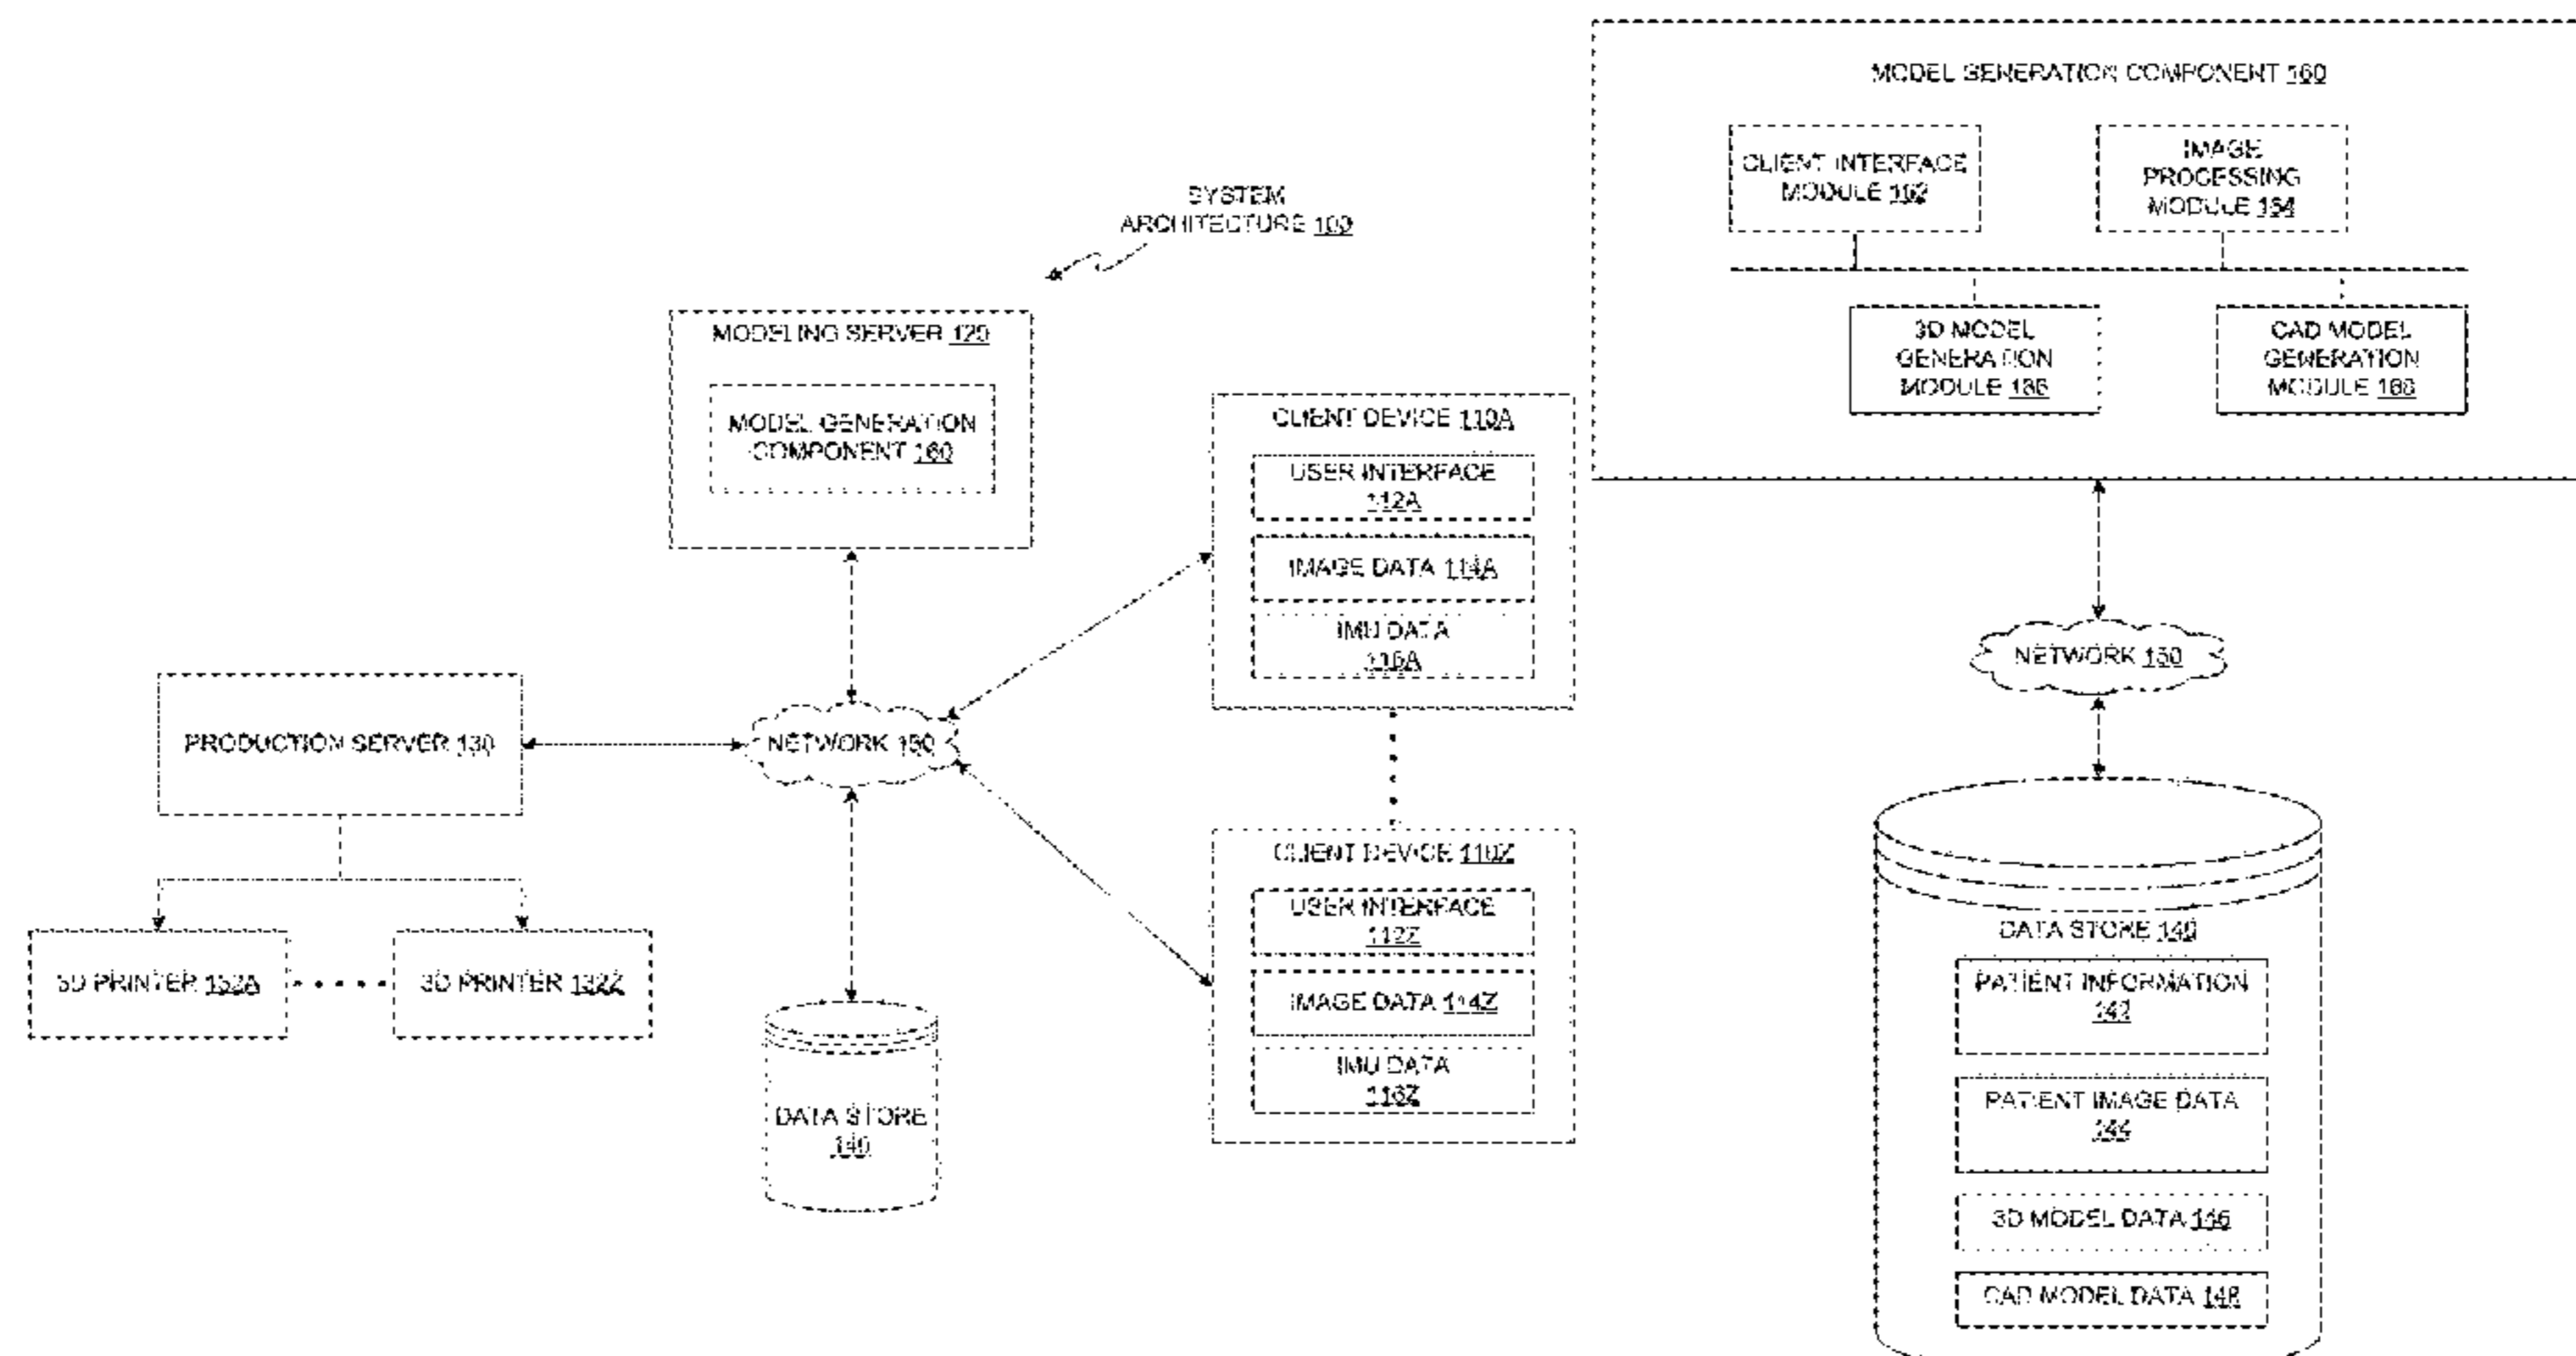 SYSTEM
ARCHITECTURE 100
MODELING SERVER 120
MODEL GENERATION
COMPONENT 160
CLIENT DEVICE 110A
USER INTERFACE
112A
IMAGE DATA 114A
IMU DATA
116A
PRODUCTION SERVER 130
NETWORK 150
3D PRINTER 132A
3D PRINTER 132Z
DATA STORE
140
CLIENT DEVICE 110Z
USER INTERFACE
112Z
IMAGE DATA 114Z
IMU DATA
116Z
MODEL GENERATION COMPONENT 160
CLIENT INTERFACE
MODULE 162
IMAGE
PROCESSING
MODULE 164
3D MODEL
GENERATION
MODULE 166
CAD MODEL
GENERATION
MODULE 168
NETWORK 150
DATA STORE 140
PATIENT INFORMATION
142
PATIENT IMAGE DATA
144
3D MODEL DATA 146
CAD MODEL DATA 148